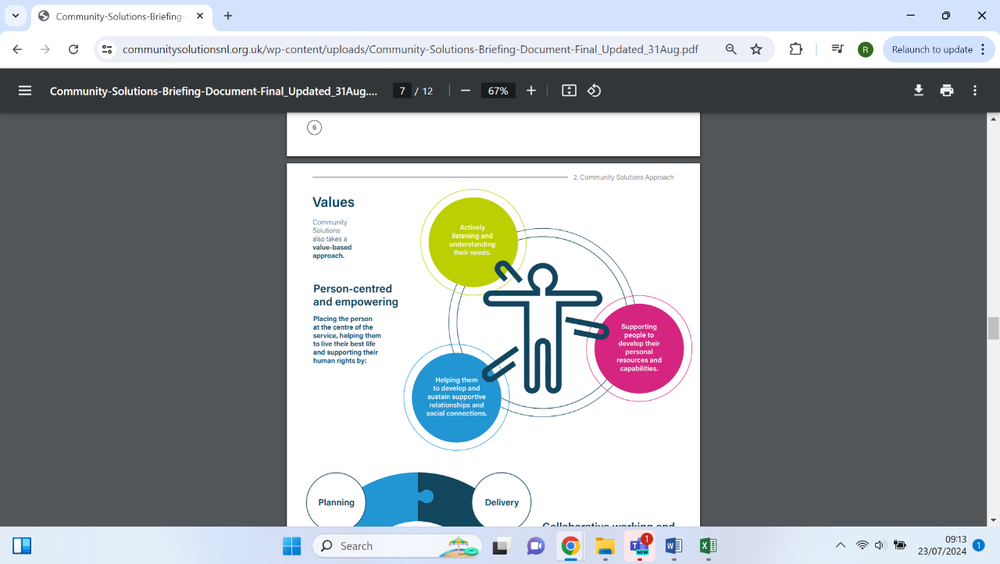 Community-Solutions-Briefing-
communitysolutionsnl.org.uk/wp-content/uploads/Community-Solutions-Briefing-Document-Final_Updated_31Aug.pdf
R
Relaunch to update
Community-Solutions-Briefing-Document-Final_Updated_31Aug....
7 / 12
67%
6
2. Community Solutions Approach
Values
Community
Solutions
also takes a
value-based
approach.
Person-centred
and empowering
Placing the person
at the centre of the
service, helping them
to live their best life
and supporting their
human rights by:
Actively
listening and
understanding
their needs.
Supporting
people to
develop their
personal
resources and
capabilities.
Helping them
to develop and
sustain supportive
relationships and
social connections.
Planning
Delivery
Collaborative working and
Search
1
NEW
09:13
23/07/2024
1